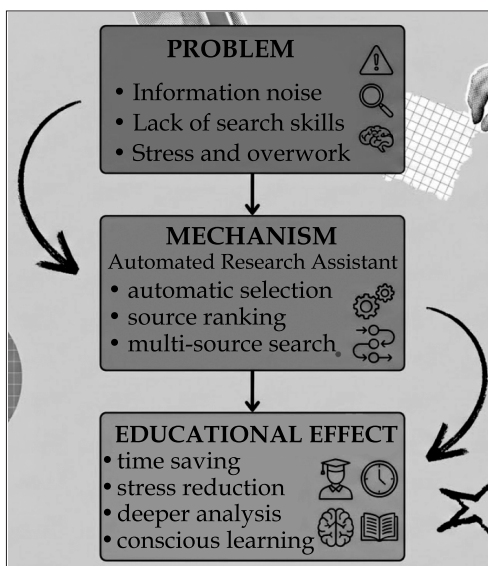 PROBLEM
• Information noise
• Lack of search skills
• Stress and overwork
MECHANISM
Automated Research Assistant
• automatic selection
• source ranking
• multi-source search
EDUCATIONAL EFFECT
• time saving
• stress reduction
• deeper analysis
• conscious learning